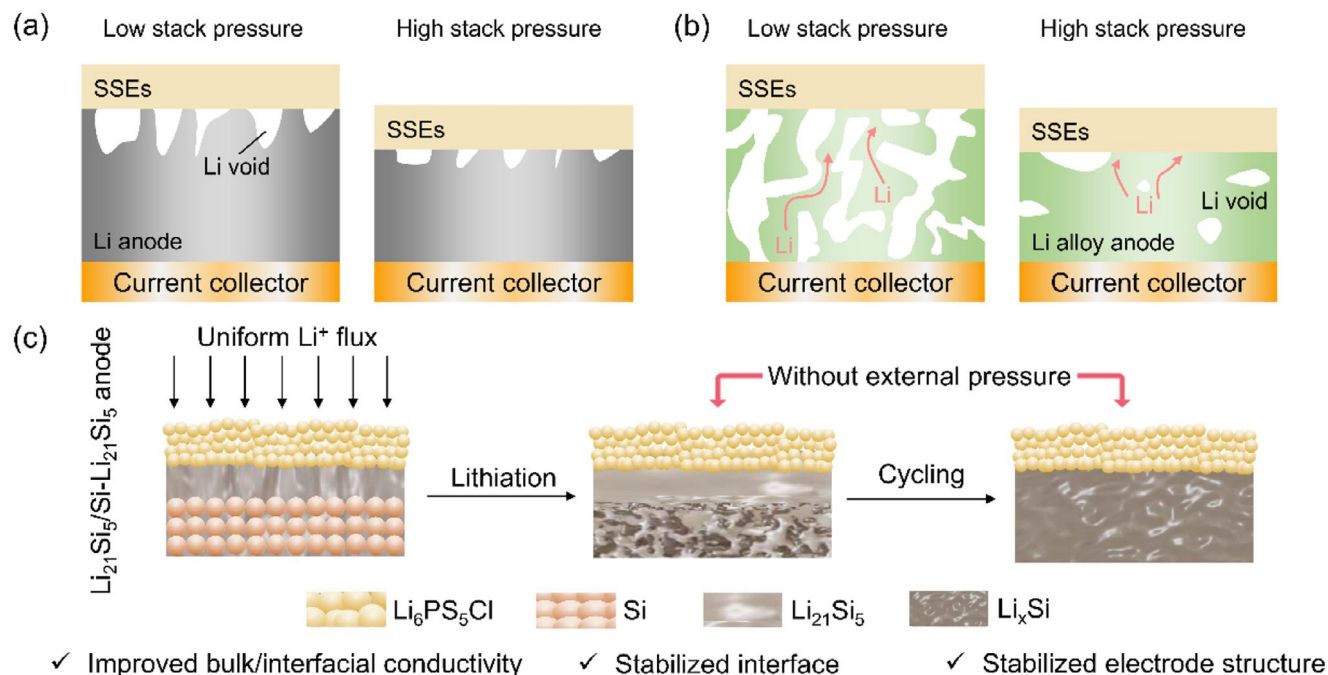 (a)
Low stack pressure
High stack pressure
SSEs
Li void
Li anode
Current collector
SSEs
Current collector
(b)
Low stack pressure
High stack pressure
SSEs
Li
Li
Current collector
SSEs
Li
Li void
Li alloy anode
Current collector
(c)
Li₂₁Si₅/Si-Li₂₁Si₅ anode
Uniform Li⁺ flux
Lithiation
Without external pressure
Cycling
Li₆PS₅Cl
Si
Li₂₁Si₅
LiₓSi
✓ Improved bulk/interfacial conductivity
✓ Stabilized interface
✓ Stabilized electrode structure